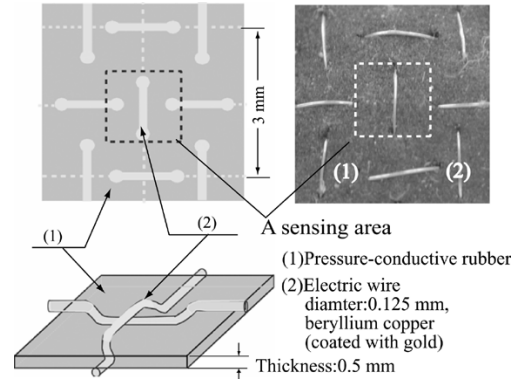 3 mm
(1)
(2)
A sensing area
(1)
(2)
(1)Pressure-conductive rubber
(2)Electric wire
diamter:0.125 mm,
beryllium copper
(coated with gold)
Thickness:0.5 mm